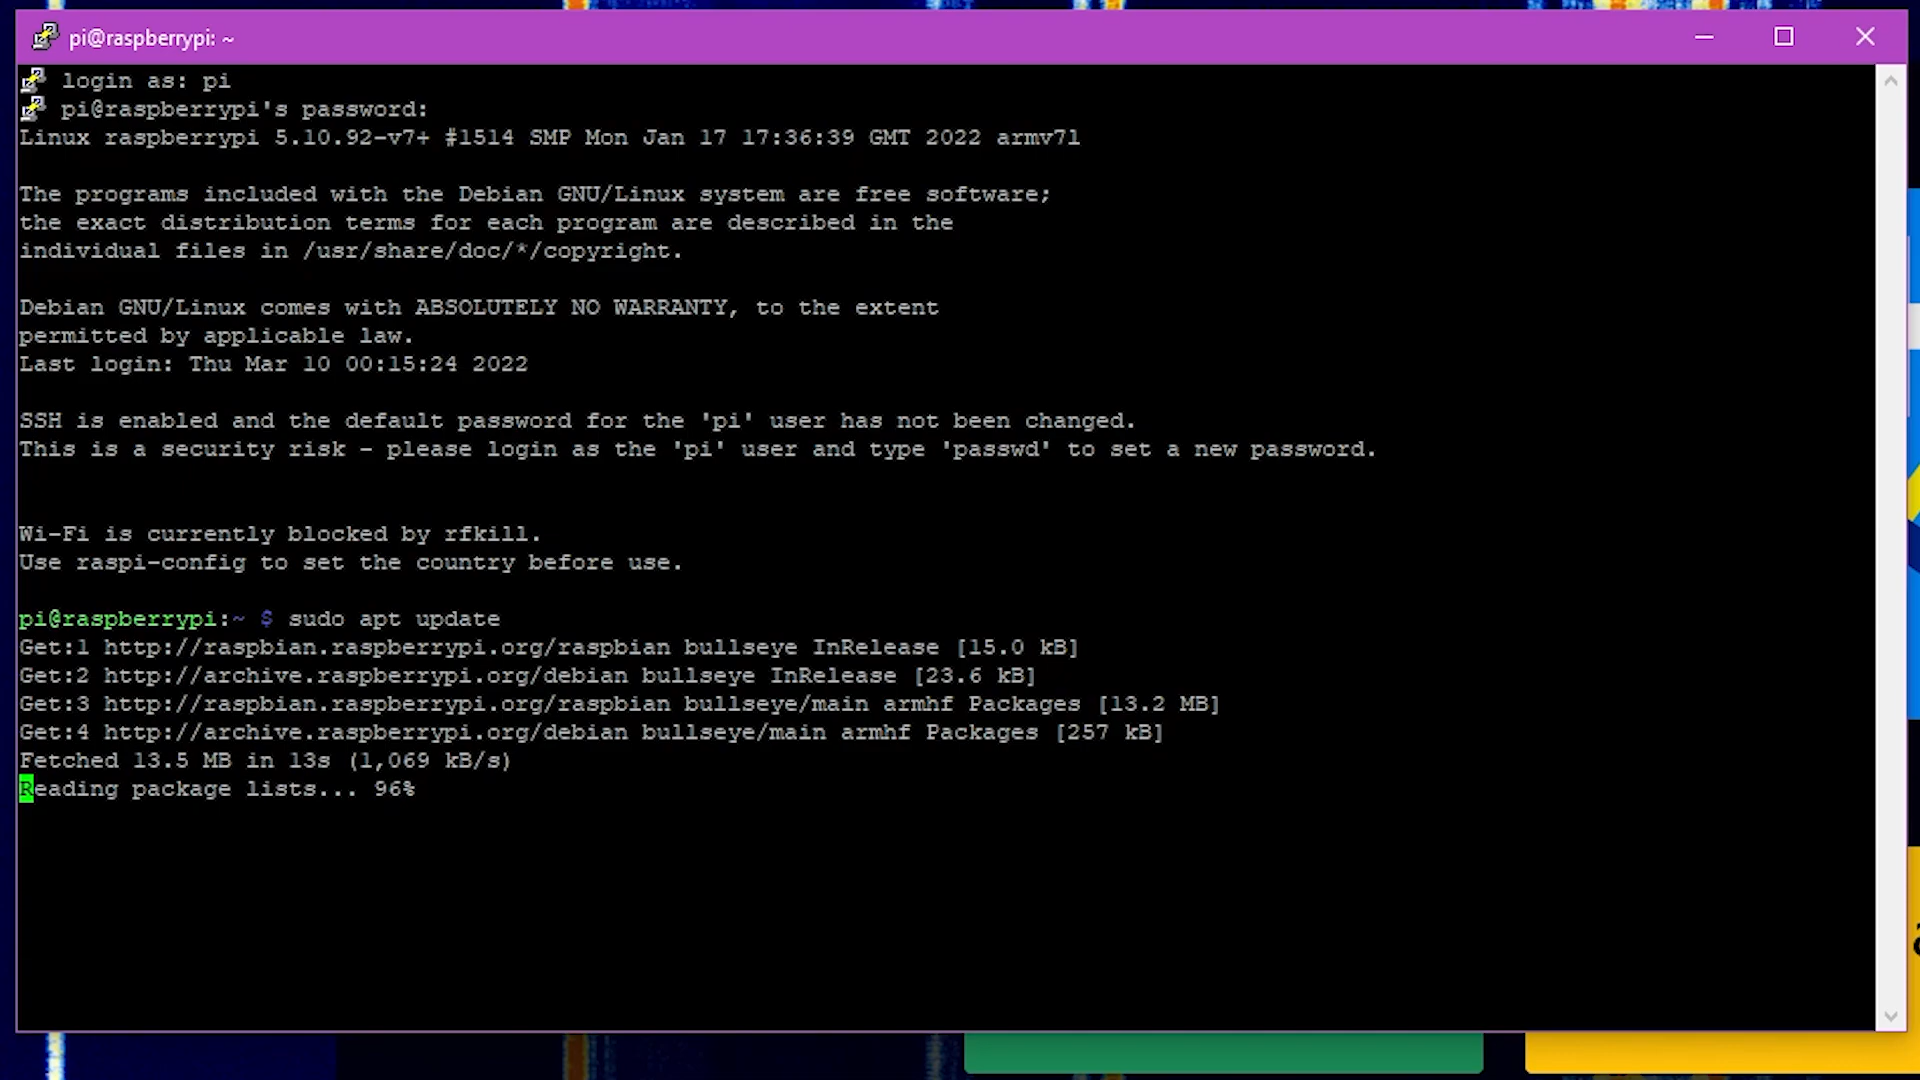 pi@raspberrypi: ~
login as: pi
pi@raspberrypi's password:
Linux raspberrypi 5.10.92-v7+ #1514 SMP Mon Jan 17 17:36:39 GMT 2022 armv7l
The programs included with the Debian GNU/Linux system are free software;
the exact distribution terms for each program are described in the
individual files in /usr/share/doc/*/copyright.
Debian GNU/Linux comes with ABSOLUTELY NO WARRANTY, to the extent
permitted by applicable law.
Last login: Thu Mar 10 00:15:24 2022
SSH is enabled and the default password for the 'pi' user has not been changed.
This is a security risk - please login as the 'pi' user and type 'passwd' to set a new password.
Wi-Fi is currently blocked by rfkill.
Use raspi-config to set the country before use.
pi@raspberrypi:~ $ sudo apt update
Get:1 http://raspbian.raspberrypi.org/raspbian bullseye InRelease [15.0 kB]
Get:2 http://archive.raspberrypi.org/debian bullseye InRelease [23.6 kB]
Get:3 http://raspbian.raspberrypi.org/raspbian bullseye/main armhf Packages [13.2 MB]
Get:4 http://archive.raspberrypi.org/debian bullseye/main armhf Packages [257 kB]
Fetched 13.5 MB in 13s (1,069 kB/s)
Reading package lists... 96%